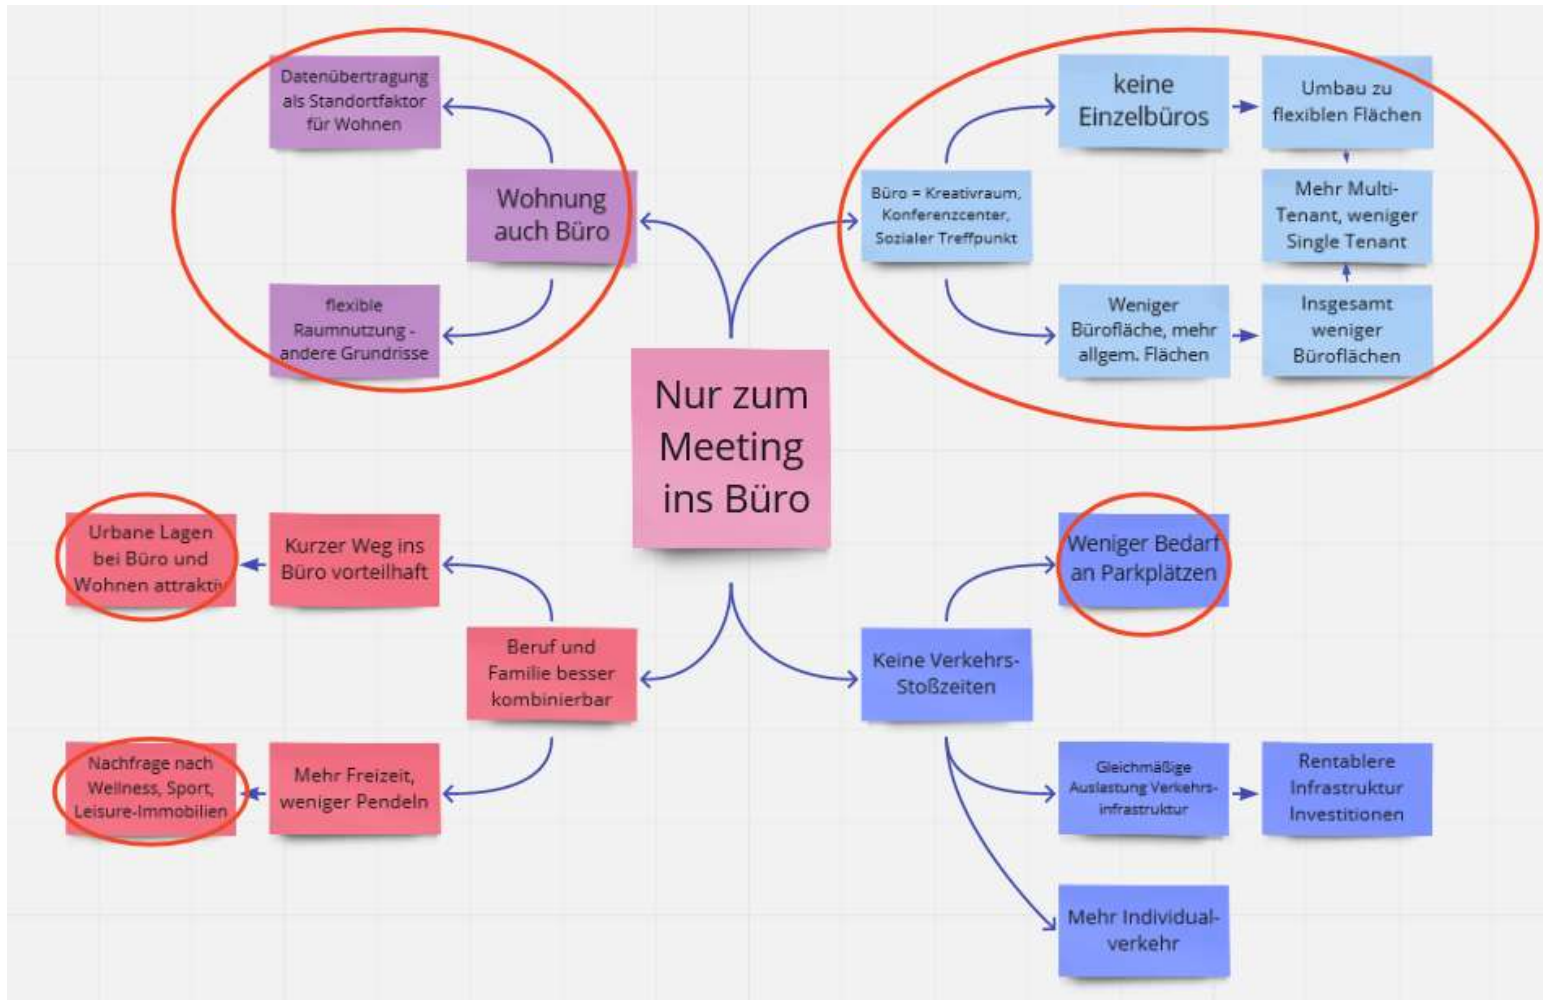 Datenübertragung
als Standortfaktor
für Wohnen
Wohnung
auch Büro
flexible
Raumnutzung -
andere Grundrisse
keine
Einzelbüros
Umbau zu
flexiblen Flächen
Büro = Kreativraum,
Konferenzcenter,
Sozialer Treffpunkt
Mehr Multi-
Tenant, weniger
Single Tenant
Weniger
Bürofläche, mehr
allgem. Flächen
Insgesamt
weniger
Büroflächen
Nur zum
Meeting
ins Büro
Urbane Lagen
bei Büro und
Wohnen attraktiv
Kurzer Weg ins
Büro vorteilhaft
Beruf und
Familie besser
kombinierbar
Nachfrage nach
Wellness, Sport,
Leisure-Immobilien
Mehr Freizeit,
weniger Pendeln
Weniger Bedarf
an Parkplätzen
Keine Verkehrs-
Stoßzeiten
Gleichmäßige
Auslastung Verkehrs-
infrastruktur
Rentablere
Infrastruktur
Investitionen
Mehr Individual-
verkehr